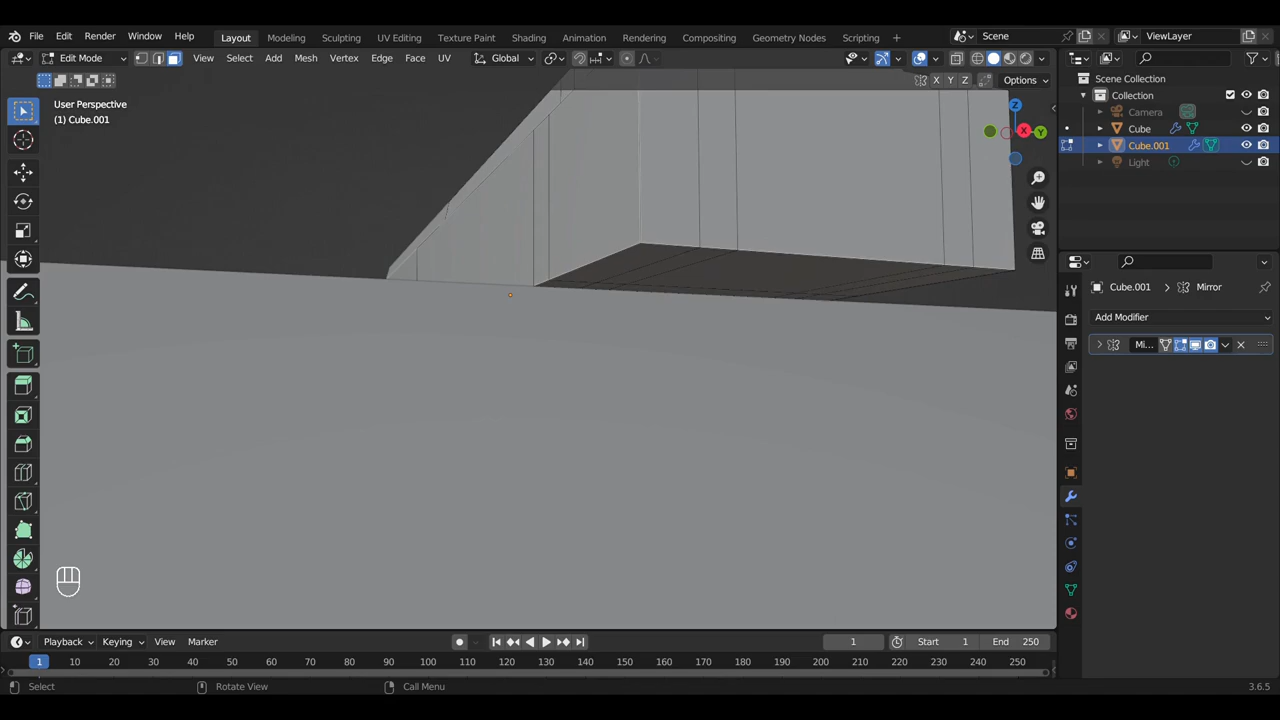 File Edit Render Window Help Layout Modeling Sculpting UV Editing Texture Paint Shading Animation Rendering Compositing Geometry Nodes Scripting + Scene ViewLayer
Edit Mode View Select Add Mesh Vertex Edge Face UV Global
X Y Z Options
Scene Collection
Collection
Camera
Cube
Cube.001
Light
User Perspective
(1) Cube.001
Z
X
Y
Cube.001 > Mirror
Add Modifier
Mi...
Playback Keying View Marker 1 Start 1 End 250
1 10 20 30 40 50 60 70 80 90 100 110 120 130 140 150 160 170 180 190 200 210 220 230 240 250
Select Rotate View Call Menu 3.6.5